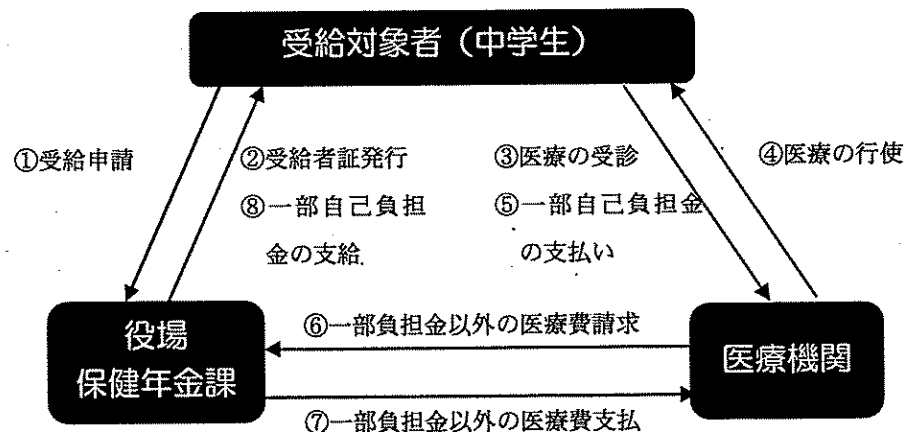 受給対象者（中学生）
①受給申請
②受給者証発行
⑧一部自己負担
金の支給
③医療の受診
⑤一部自己負担金
の支払い
④医療の行使
役場
保健年金課
⑥一部負担金以外の医療費請求
⑦一部負担金以外の医療費支払
医療機関